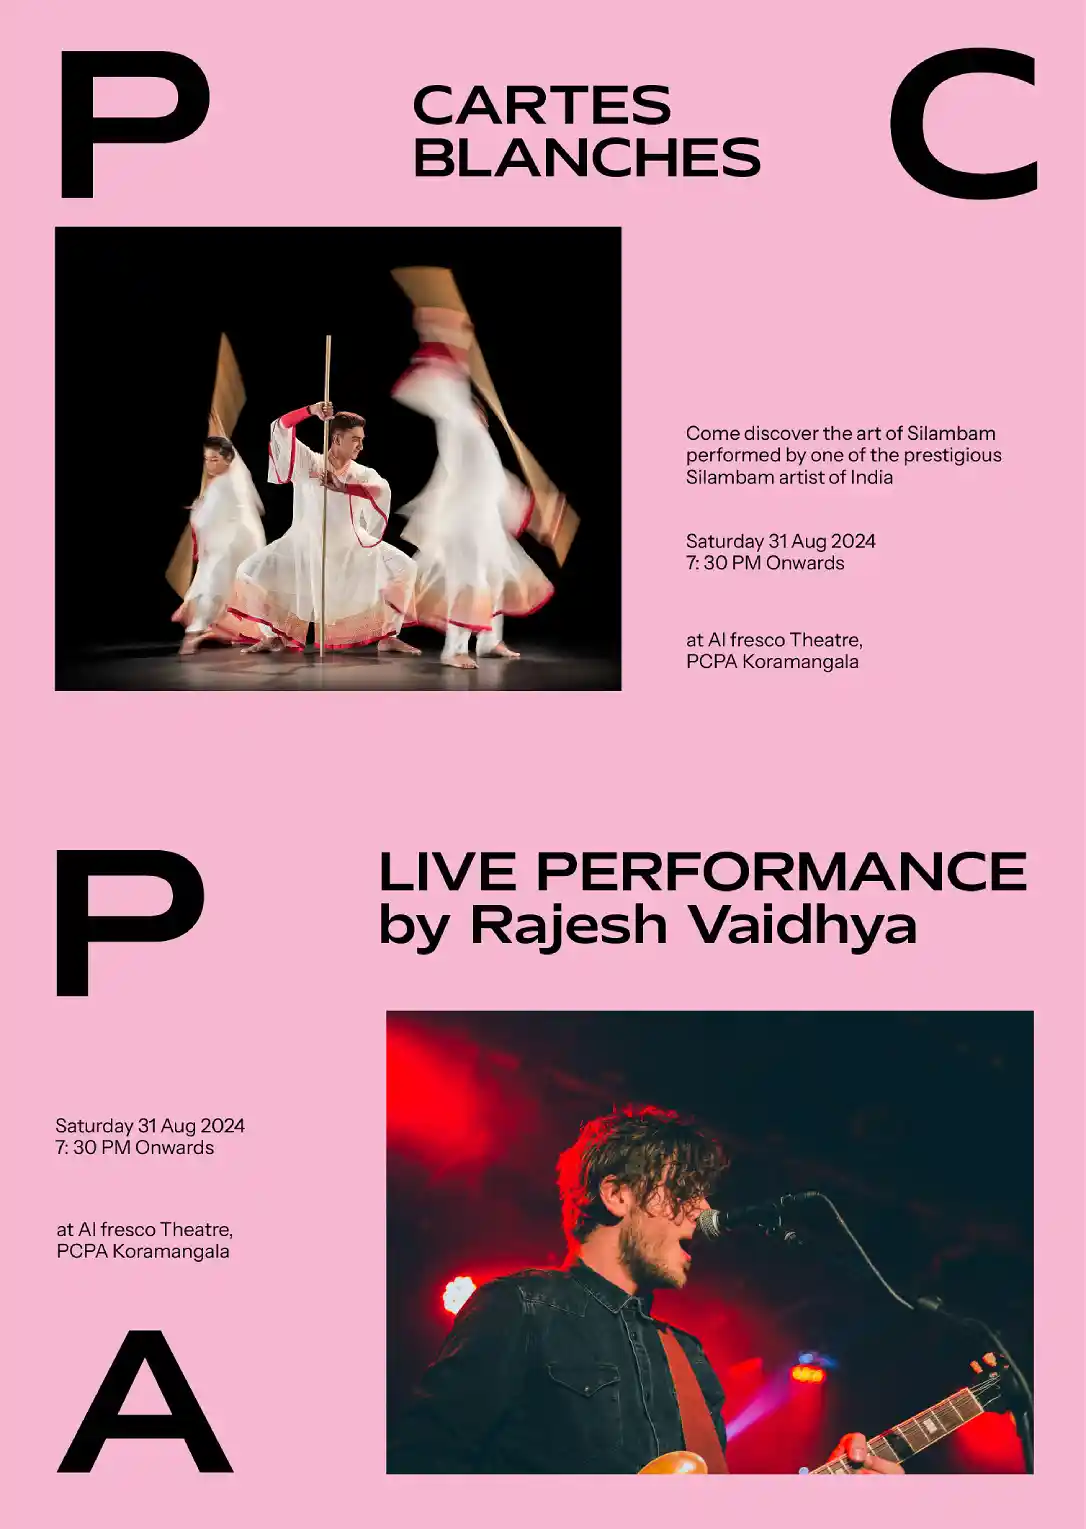 P
CARTES
BLANCHES
C
Come discover the art of Silambam
performed by one of the prestigious
Silambam artist of India
Saturday 31 Aug 2024
7: 30 PM Onwards
at Al fresco Theatre,
PCPA Koramangala
P
LIVE PERFORMANCE
by Rajesh Vaidhya
Saturday 31 Aug 2024
7: 30 PM Onwards
at Al fresco Theatre,
PCPA Koramangala
A